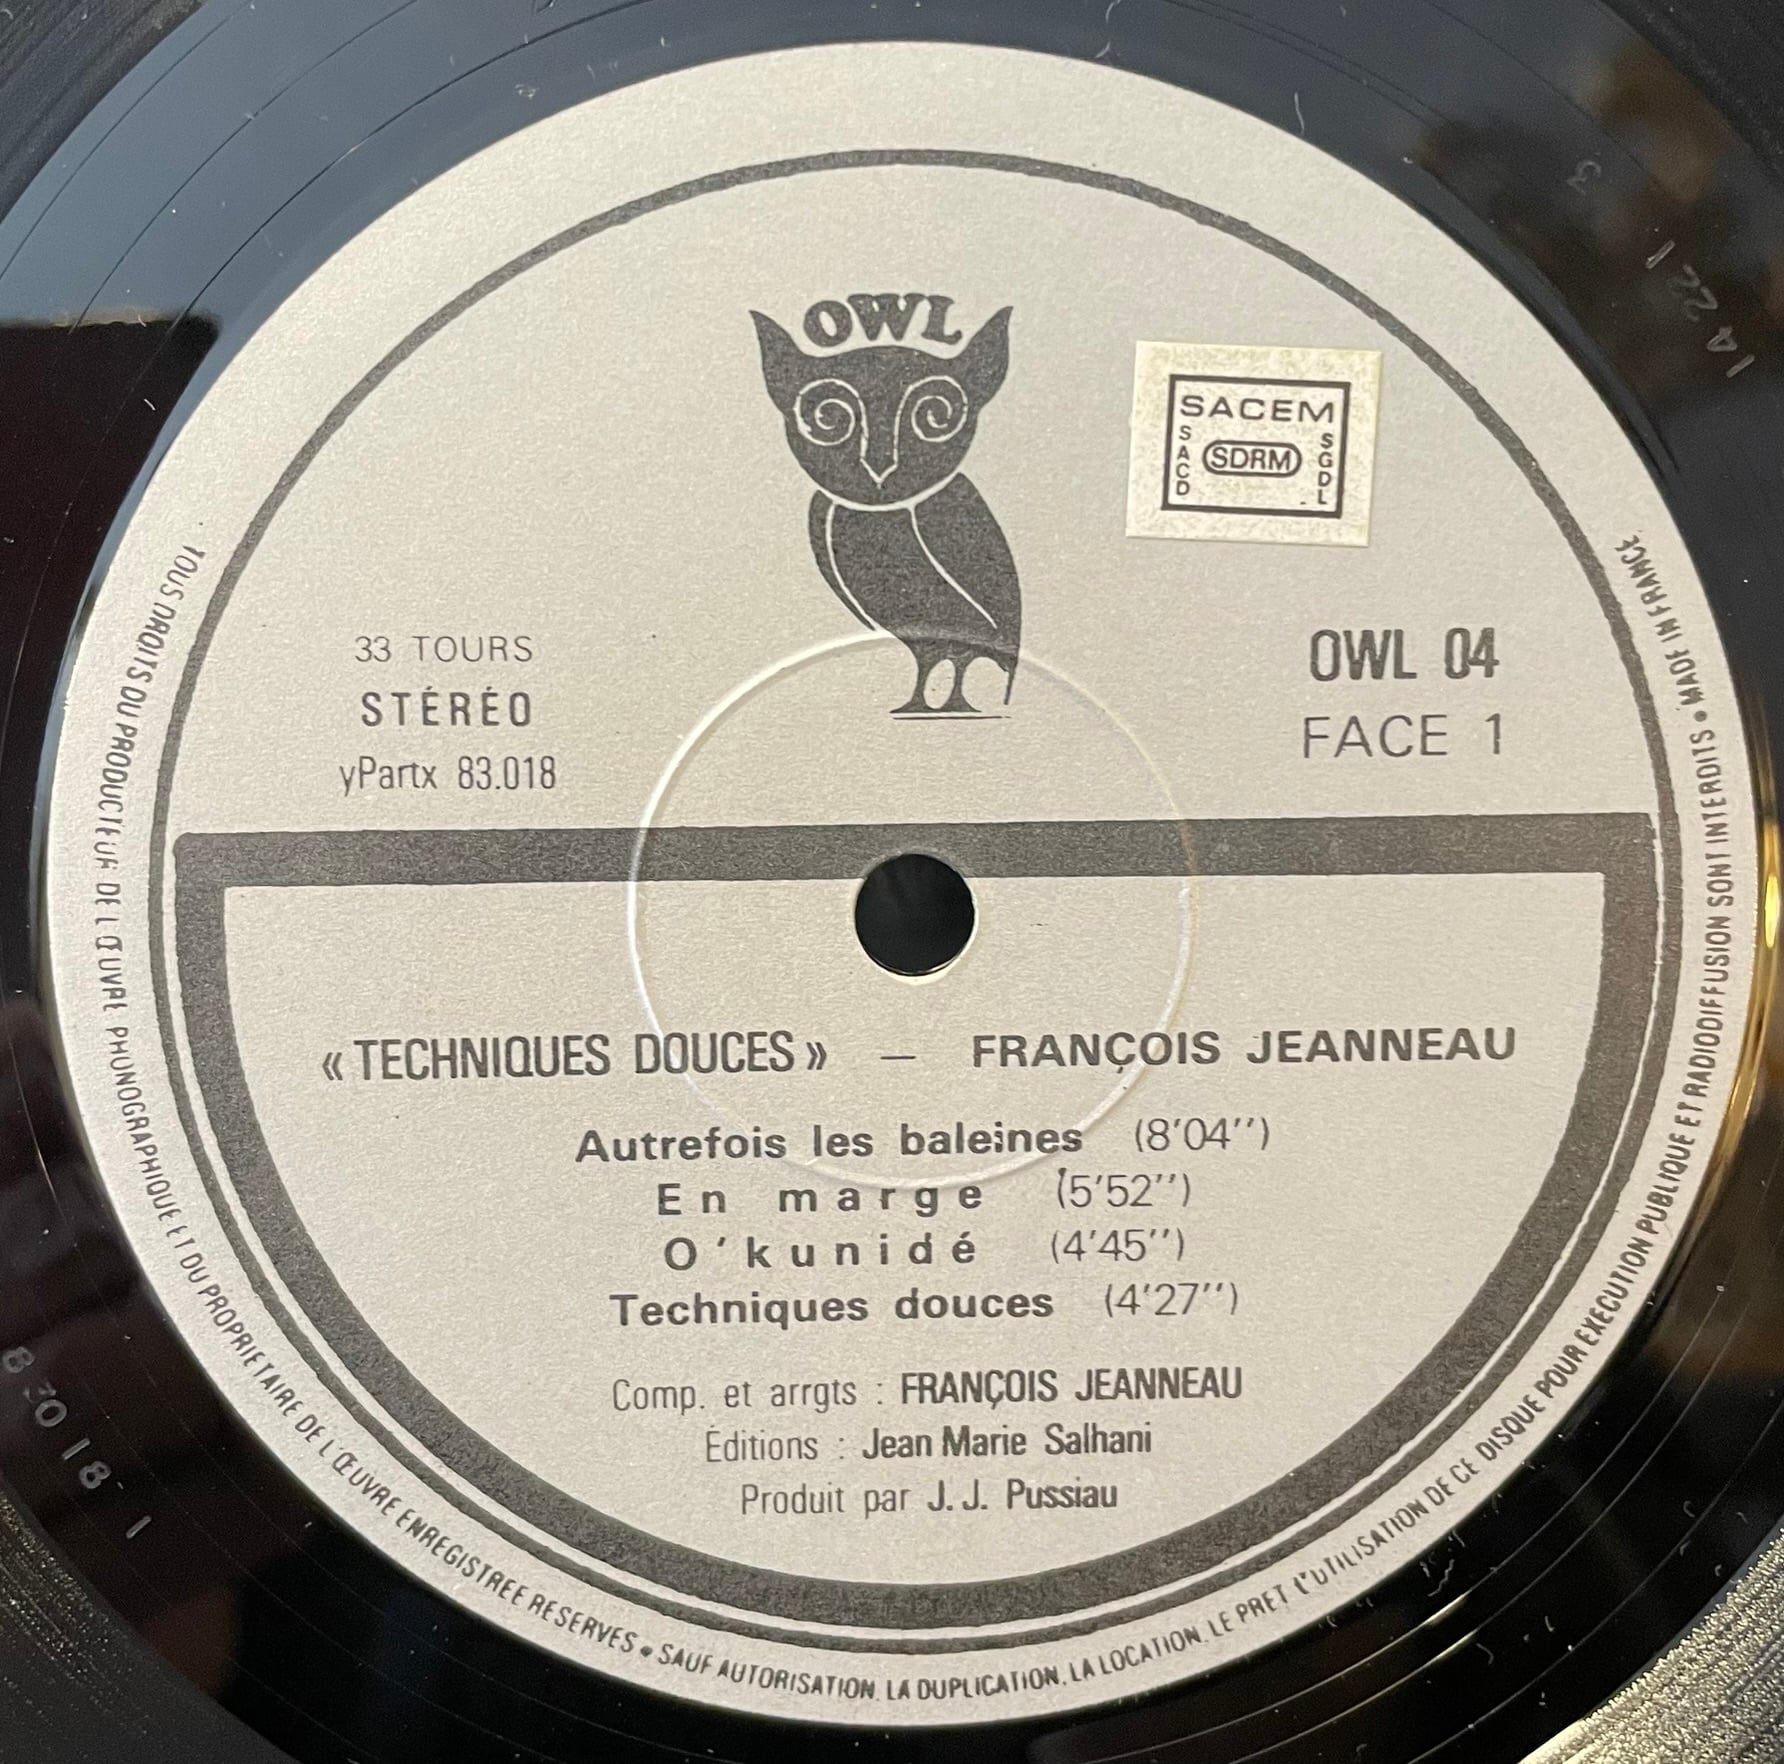 OWL
SACEM
SACD
SDRM
SGDL
33 TOURS
STÉRÉO
yPartx 83.018
OWL 04
FACE 1
« TECHNIQUES DOUCES » — FRANÇOIS JEANNEAU
Autrefois les baleines (8'04'')
En marge (5'52'')
O'kunidé (4'45'')
Techniques douces (4'27'')
Comp. et arrgts : FRANÇOIS JEANNEAU
Éditions : Jean Marie Salhani
Produit par J. J. Pussiau
TOUS DROITS DU PRODUCTEUR DE L'ŒUVRE PHONOGRAPHIQUE ET DU PROPRIETAIRE DE L'ŒUVRE ENREGISTREE RESERVES • SAUF AUTORISATION, LA DUPLICATION, LA LOCATION, LE PRET L'UTILISATION DE CE DISQUE POUR EXECUTION PUBLIQUE ET RADIODIFFUSION SONT INTERDITS • MADE IN FRANCE